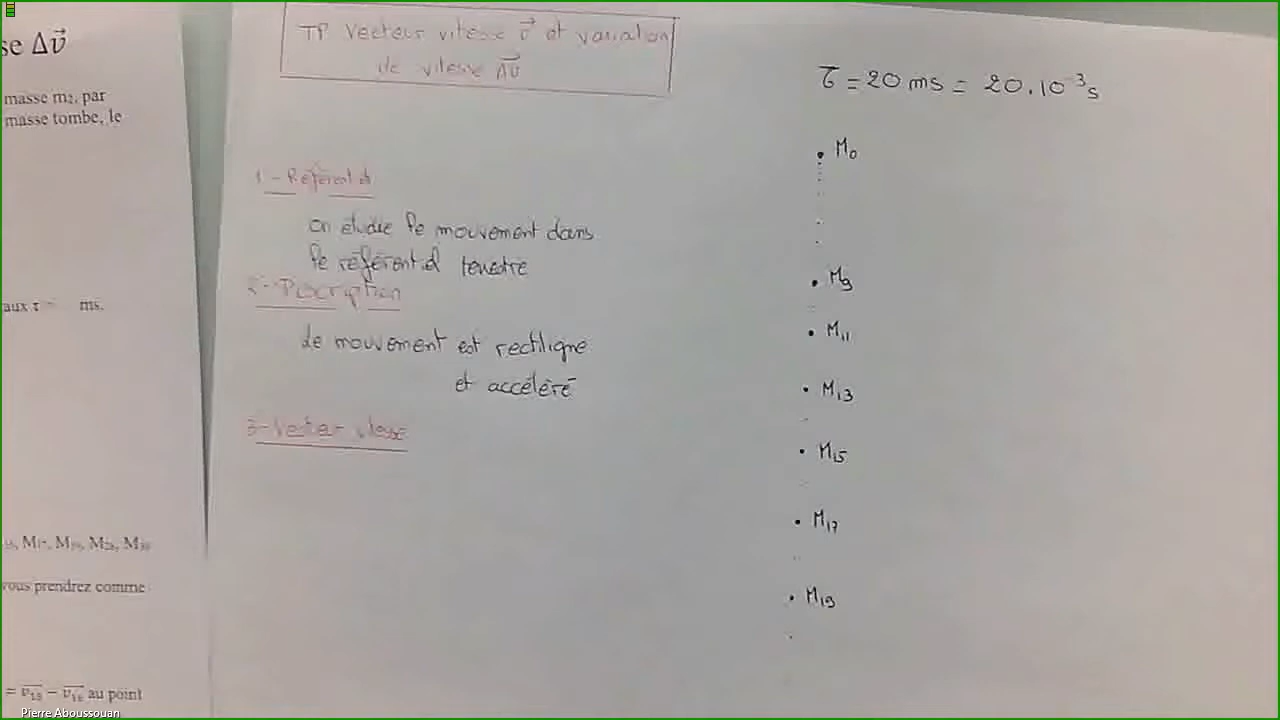 se Δv⃗
masse m₂, par
masse tombe, le
aux τ = ms.
M₁₇, M₁₉, M₂₈, M₃₀
vous prendrez comme
= v₁₈ − v₁₆ au point
TP Vecteur vitesse v⃗ et variation
de vitesse Δv⃗
1 - Référentiel
on étudie le mouvement dans
le référentiel terrestre
2 - Description
Le mouvement est rectiligne
et accéléré
3 - Vecteur vitesse
τ = 20 ms = 20.10⁻³ s
M₀
M₉
M₁₁
M₁₃
M₁₅
M₁₇
M₁₉
Pierre Aboussouan